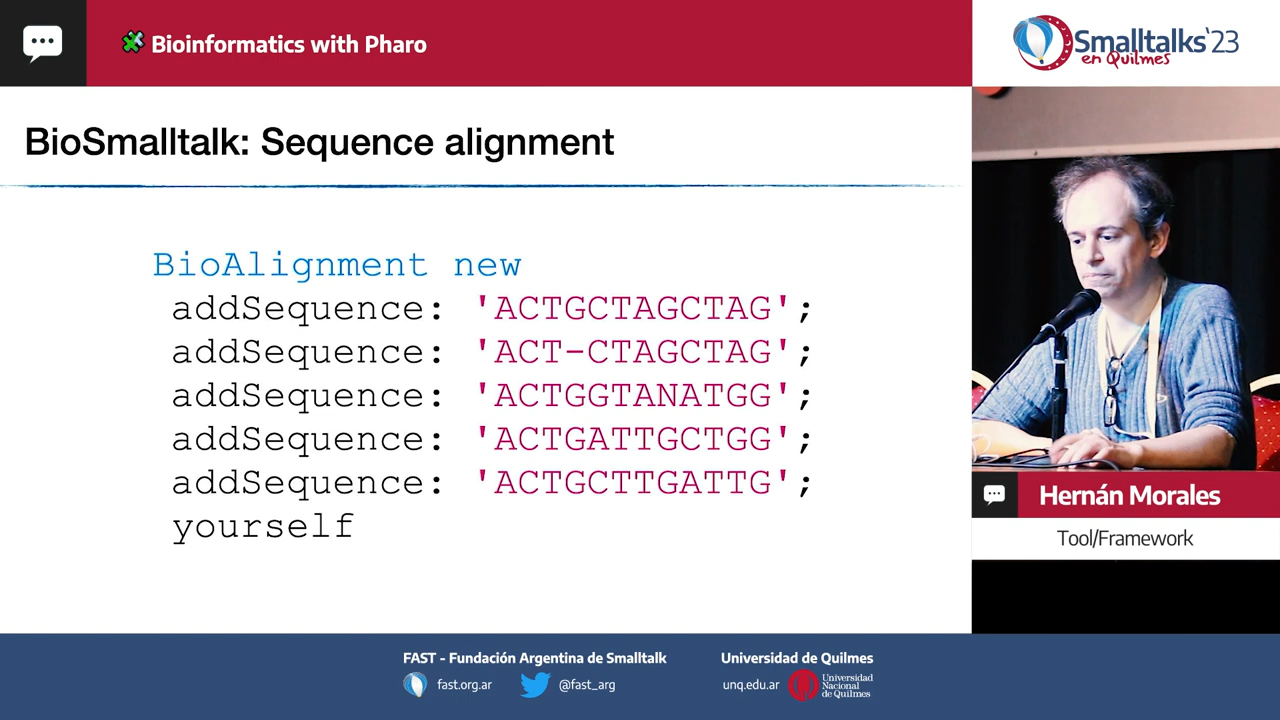 Bioinformatics with Pharo
Smalltalks'23
en Quilmes
BioSmalltalk: Sequence alignment
BioAlignment new
addSequence: 'ACTGCTAGCTAG';
addSequence: 'ACT-CTAGCTAG';
addSequence: 'ACTGGTANATGG';
addSequence: 'ACTGATTGCTGG';
addSequence: 'ACTGCTTGATTG';
yourself
Hernán Morales
Tool/Framework
FAST - Fundación Argentina de Smalltalk
fast.org.ar
@fast_arg
Universidad de Quilmes
unq.edu.ar
Universidad
Nacional
de Quilmes